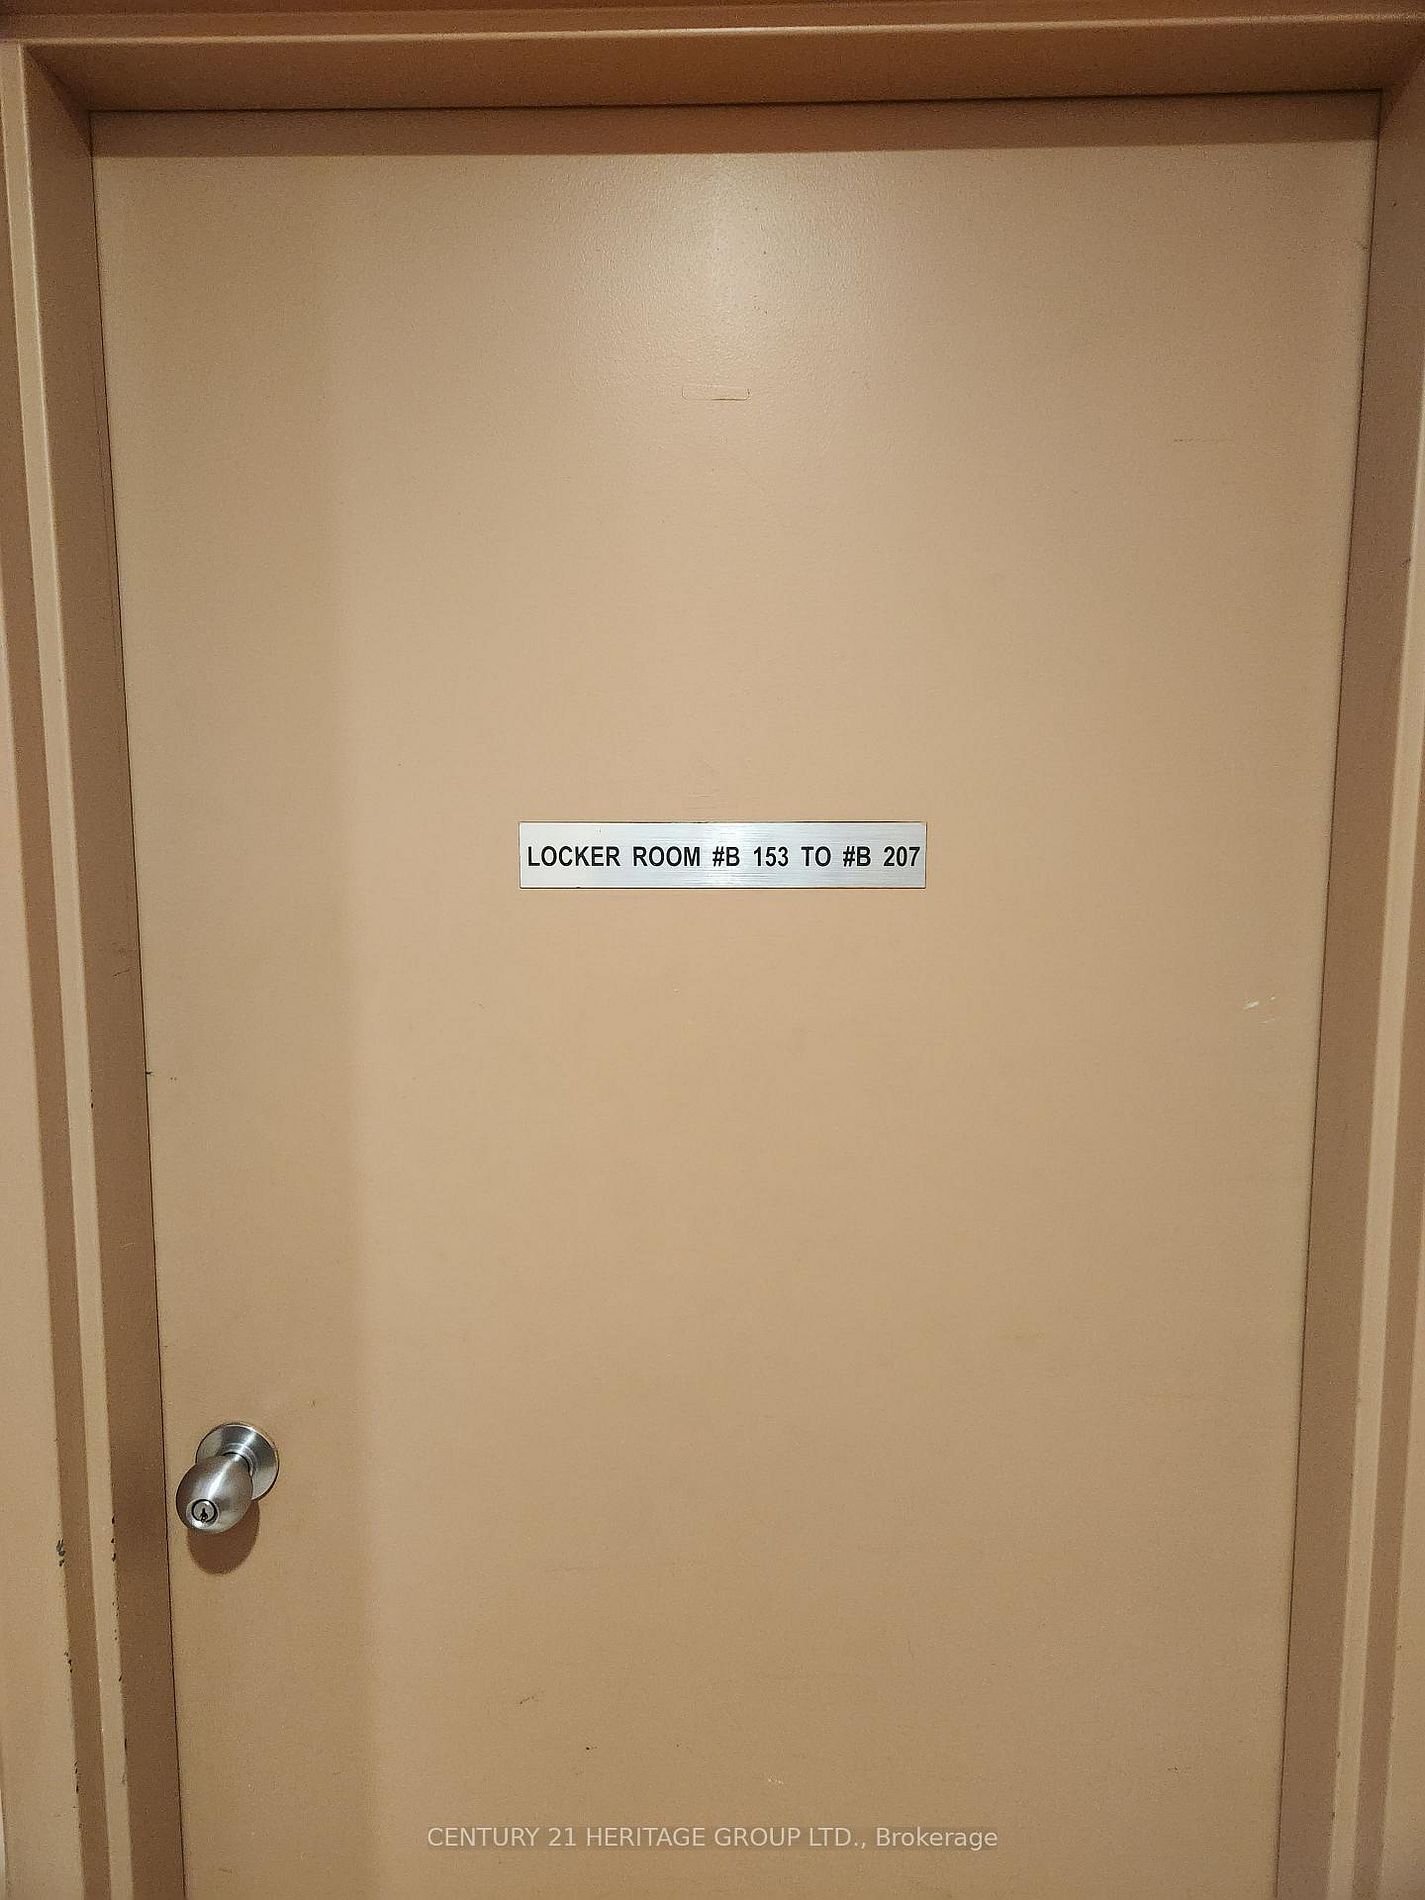 LOCKER ROOM #B 153 TO #B 207
CENTURY 21 HERITAGE GROUP LTD., Brokerage